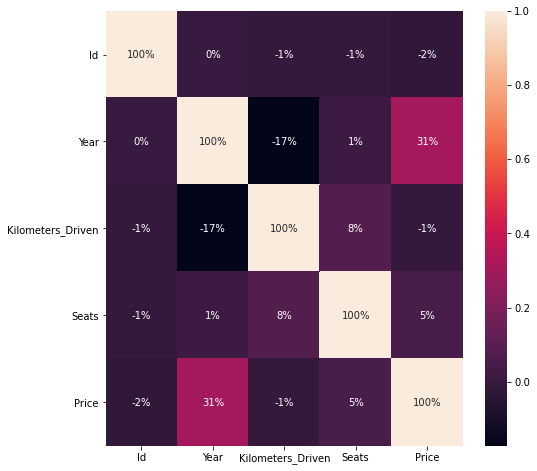 1.0
Id 100% 0% -1% -1% -2%
0.8
Year 0% 100% -17% 1% 31%
0.6
Kilometers_Driven -1% -17% 100% 8% -1%
0.4
0.2
Seats -1% 1% 8% 100% 5%
0.0
Price -2% 31% -1% 5% 100%
Id Year Kilometers_Driven Seats Price